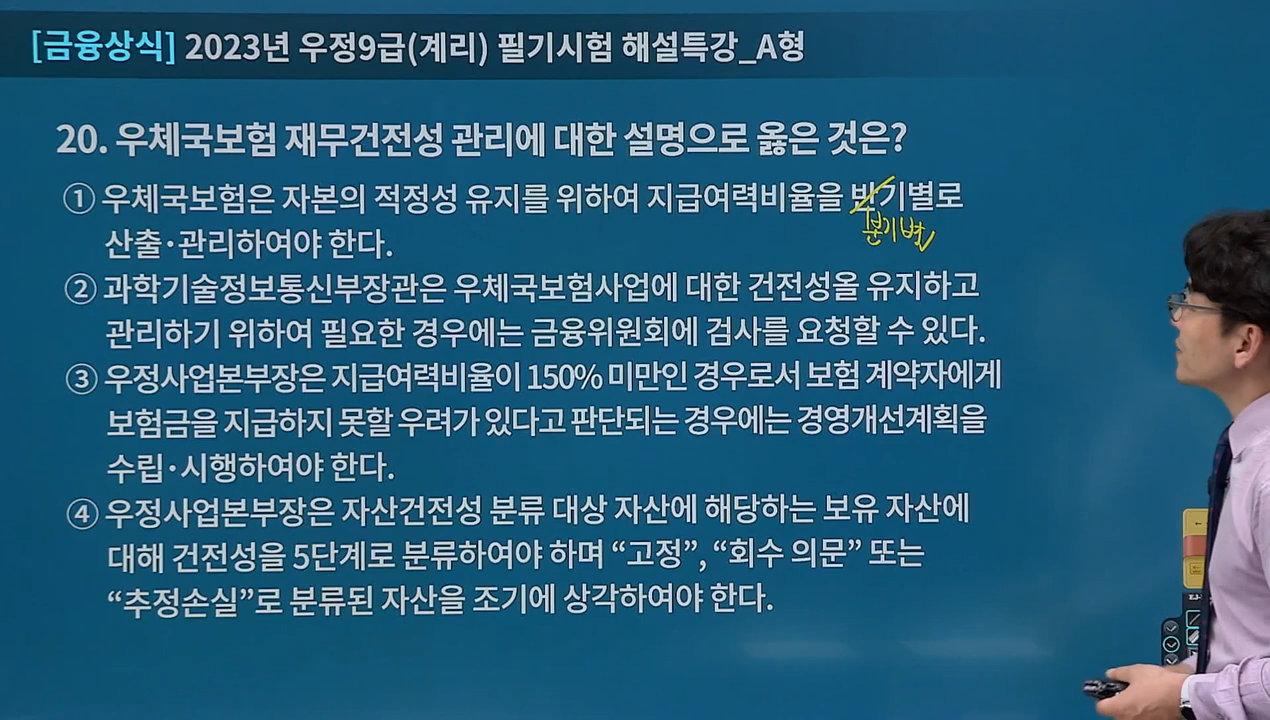 [금융상식] 2023년 우정9급(계리) 필기시험 해설특강_A형
20. 우체국보험 재무건전성 관리에 대한 설명으로 옳은 것은?
① 우체국보험은 자본의 적정성 유지를 위하여 지급여력비율을 반기별로
분기별
산출·관리하여야 한다.
② 과학기술정보통신부장관은 우체국보험사업에 대한 건전성올 유지하고
관리하기 위하여 필요한 경우에는 금융위원회에 검사를 요청할 수 있다.
③ 우정사업본부장은 지급여력비율이 150% 미만인 경우로서 보험 계약자에게
보험금을 지급하지 못할 우려가 있다고 판단되는 경우에는 경영개선계획을
수립·시행하여야 한다.
④ 우정사업본부장은 자산건전성 분류 대상 자산에 해당하는 보유 자산에
대해 건전성을 5단계로 분류하여야 하며 “고정”, “회수 의문” 또는
“추정손실”로 분류된 자산을 조기에 상각하여야 한다.